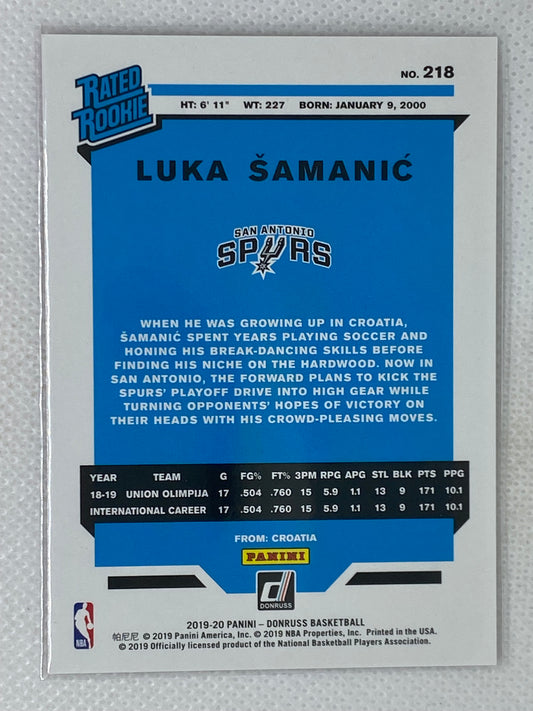 RATED
ROOKIE
NO. 218
HT: 6' 11" WT: 227 BORN: JANUARY 9, 2000
LUKA ŠAMANIĆ
SAN ANTONIO
SPURS
WHEN HE WAS GROWING UP IN CROATIA,
ŠAMANIĆ SPENT YEARS PLAYING SOCCER AND
HONING HIS BREAK-DANCING SKILLS BEFORE
FINDING HIS NICHE ON THE HARDWOOD. NOW IN
SAN ANTONIO, THE FORWARD PLANS TO KICK THE
SPURS' PLAYOFF DRIVE INTO HIGH GEAR WHILE
TURNING OPPONENTS' HOPES OF VICTORY ON
THEIR HEADS WITH HIS CROWD-PLEASING MOVES.
YEAR TEAM G FG% FT% 3PM RPG APG STL BLK PTS PPG
18-19 UNION OLIMPIJA 17 .504 .760 15 5.9 1.1 13 9 171 10.1
INTERNATIONAL CAREER 17 .504 .760 15 5.9 1.1 13 9 171 10.1
FROM: CROATIA
PANINI
DONRUSS
NBA
2019-20 PANINI – DONRUSS BASKETBALL
帕尼尼 © 2019 Panini America, Inc. © 2019 NBA Properties, Inc. Printed in the USA.
© 2019 Officially licensed product of the National Basketball Players Association.